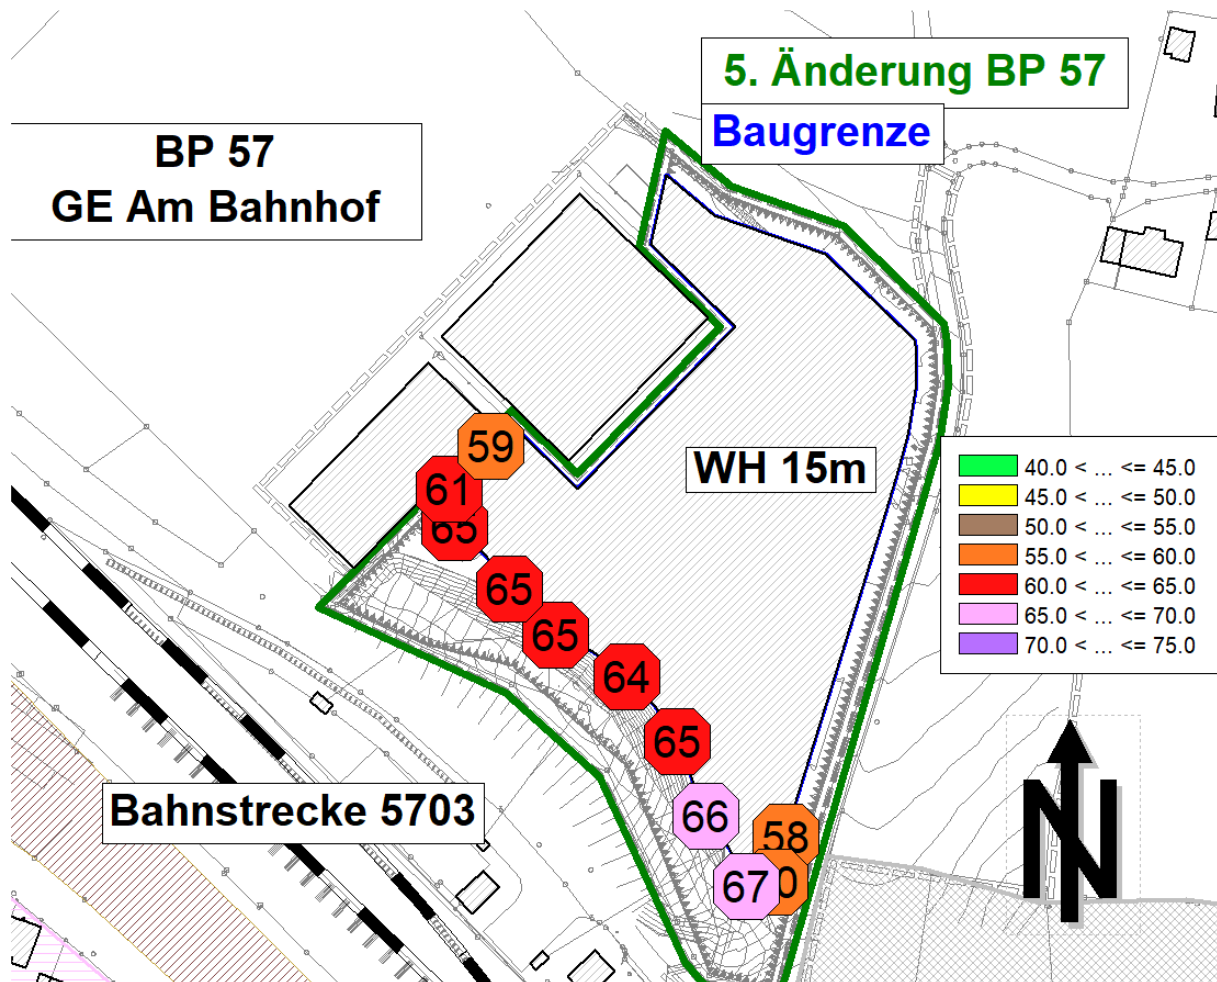 5. Änderung BP 57
Baugrenze
BP 57
GE Am Bahnhof
59
WH 15m
61
65
40.0 < ... <= 45.0
45.0 < ... <= 50.0
50.0 < ... <= 55.0
55.0 < ... <= 60.0
60.0 < ... <= 65.0
65.0 < ... <= 70.0
70.0 < ... <= 75.0
65
65
64
65
Bahnstrecke 5703
66
58
67
N